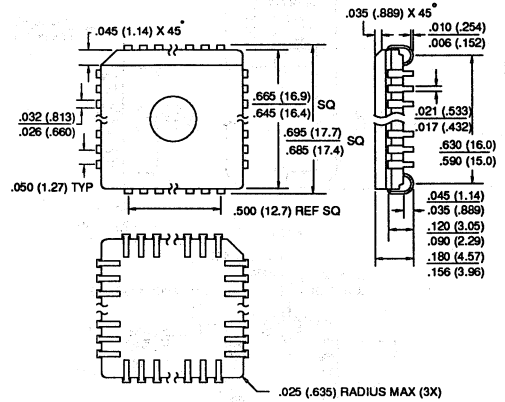 .045 (1.14) X 45°
.035 (.889) X 45°
.010 (.254)
.006 (.152)
.665 (16.9)
.645 (16.4)
SQ
.695 (17.7)
.685 (17.4)
SQ
.032 (.813)
.026 (.660)
.050 (1.27) TYP
.500 (12.7) REF SQ
.021 (.533)
.017 (.432)
.630 (16.0)
.590 (15.0)
.045 (1.14)
.035 (.889)
.120 (3.05)
.090 (2.29)
.180 (4.57)
.156 (3.96)
.025 (.635) RADIUS MAX (3X)